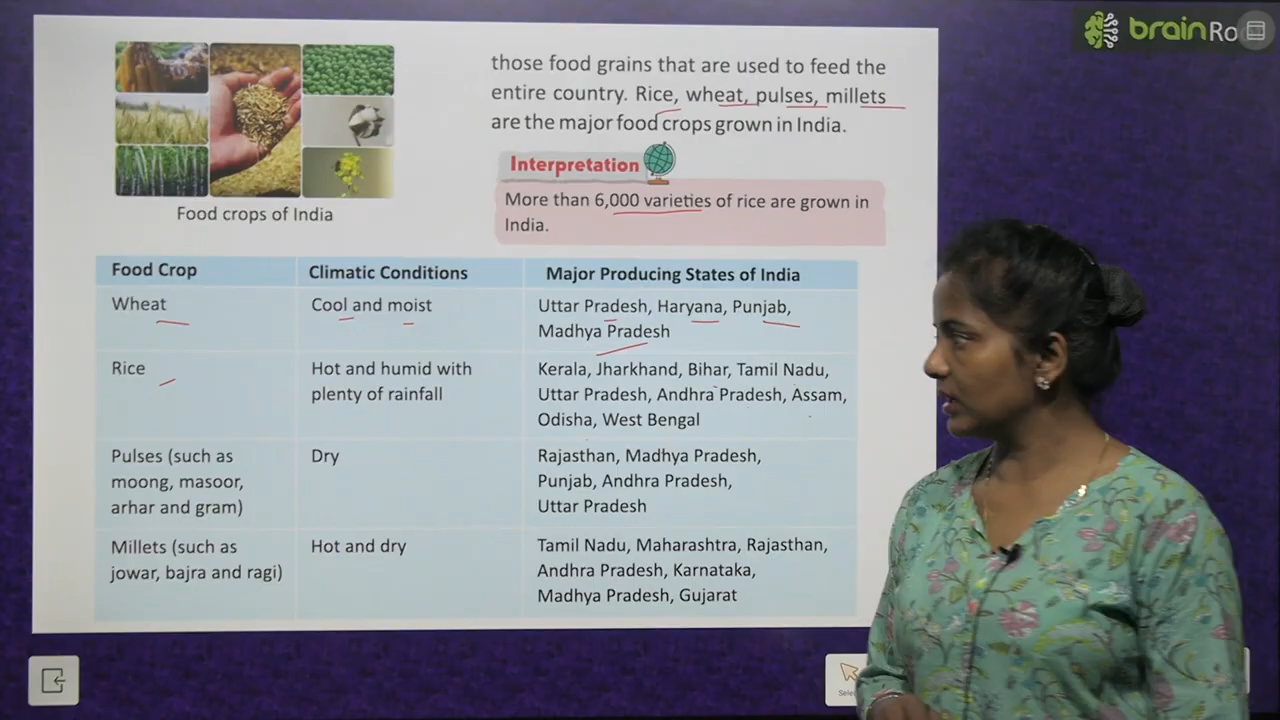 brainRo
those food grains that are used to feed the
entire country. Rice, wheat, pulses, millets
are the major food crops grown in India.
Interpretation
More than 6,000 varieties of rice are grown in
India.
Food crops of India
Food Crop Climatic Conditions Major Producing States of India
Wheat Cool and moist Uttar Pradesh, Haryana, Punjab,
Madhya Pradesh
Rice Hot and humid with Kerala, Jharkhand, Bihar, Tamil Nadu,
plenty of rainfall Uttar Pradesh, Andhra Pradesh, Assam,
Odisha, West Bengal
Pulses (such as Dry Rajasthan, Madhya Pradesh,
moong, masoor, Punjab, Andhra Pradesh,
arhar and gram) Uttar Pradesh
Millets (such as Hot and dry Tamil Nadu, Maharashtra, Rajasthan,
jowar, bajra and ragi) Andhra Pradesh, Karnataka,
Madhya Pradesh, Gujarat